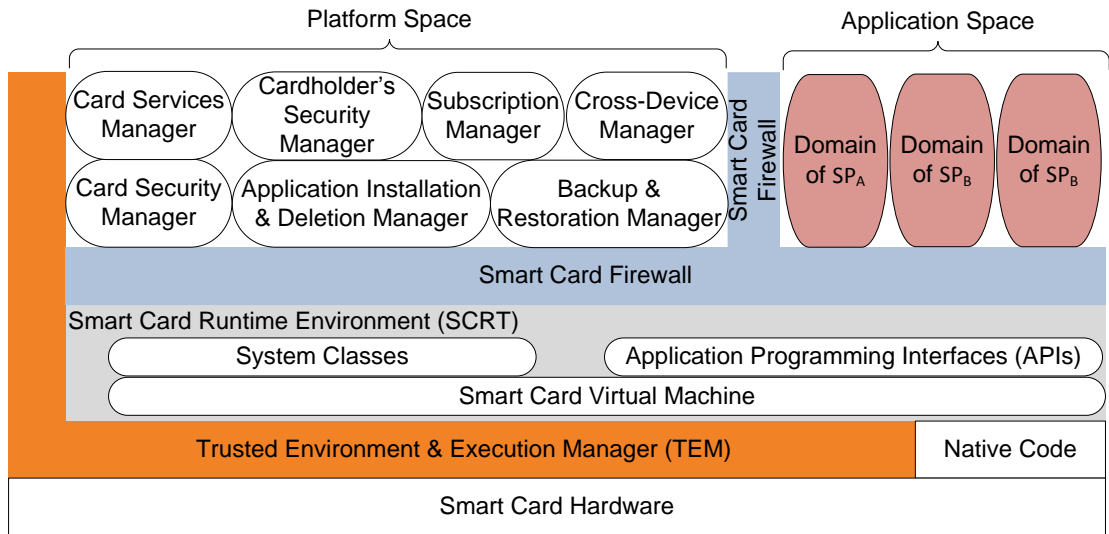 Platform Space
Application Space
Card Services
Manager
Cardholder's
Security
Manager
Subscription
Manager
Cross-Device
Manager
Card Security
Manager
Application Installation
& Deletion Manager
Backup &
Restoration Manager
Smart Card
Firewall
Domain
of SPA
Domain
of SPB
Domain
of SPB
Smart Card Firewall
Smart Card Runtime Environment (SCRT)
System Classes
Application Programming Interfaces (APIs)
Smart Card Virtual Machine
Trusted Environment & Execution Manager (TEM)
Native Code
Smart Card Hardware